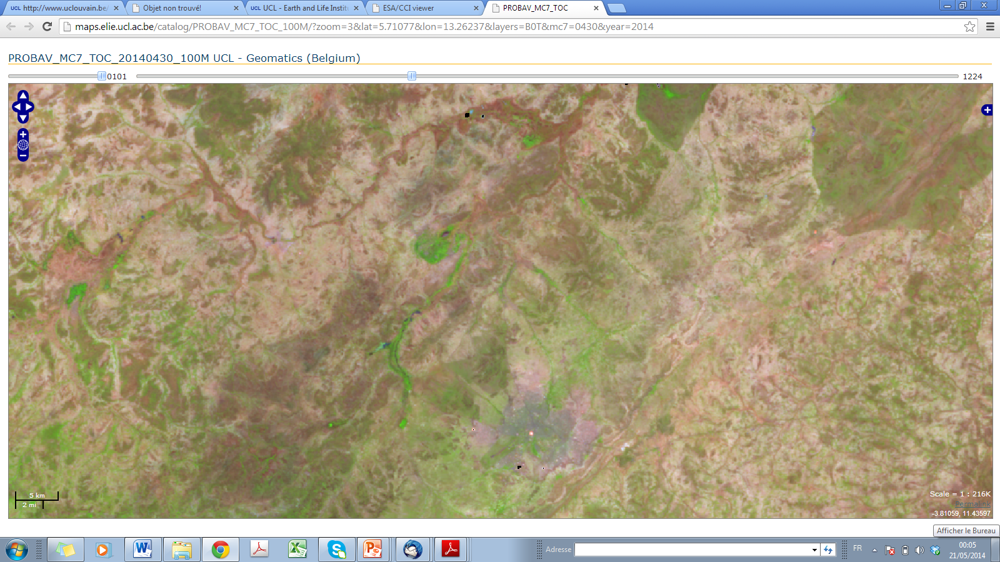 UCL http://www.uclouvain.be/
Objet non trouvé!
UCL UCL - Earth and Life Institu
ESA/CCI viewer
PROBAV_MC7_TOC
maps.elie.ucl.ac.be/catalog/PROBAV_MC7_TOC_100M/?zoom=3&lat=5.71077&lon=13.26237&layers=B0T&mc7=0430&year=2014
PROBAV_MC7_TOC_20140430_100M UCL - Geomatics (Belgium)
0101
1224
5 km
2 mi
Scale = 1 : 216K
Permalink
-3.81059, 11.43597
Afficher le Bureau
Adresse
FR
00:05
21/05/2014